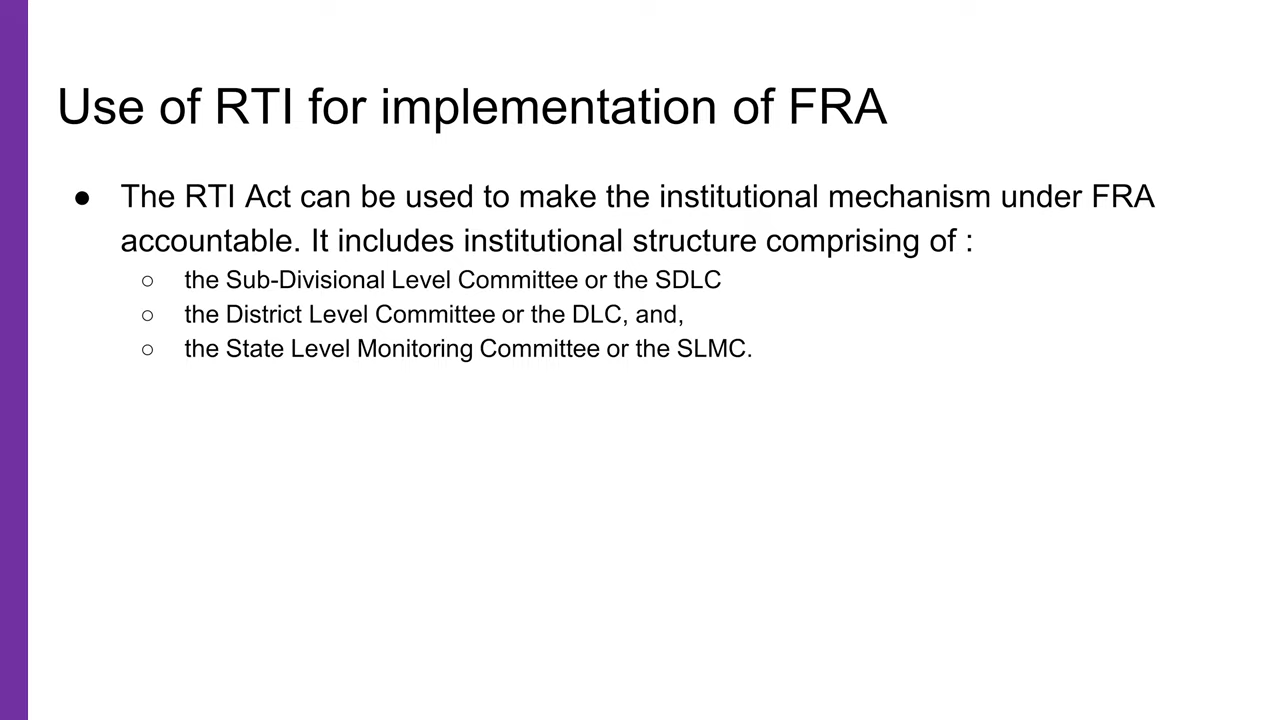 Use of RTI for implementation of FRA
● The RTI Act can be used to make the institutional mechanism under FRA
accountable. It includes institutional structure comprising of :
○ the Sub-Divisional Level Committee or the SDLC
○ the District Level Committee or the DLC, and,
○ the State Level Monitoring Committee or the SLMC.